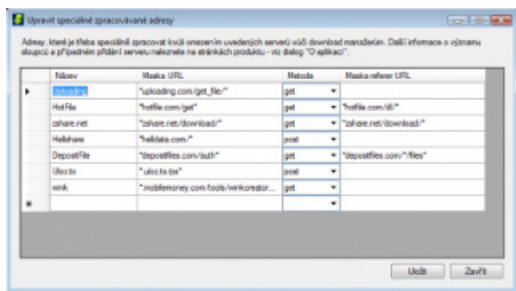 Upravit speciálně zpracovávané adresy
Adresy, které je třeba speciálně zpracovat kvůli omezením uvedených serverů vůči download manažerům. Další informace o významu
sloupců a případném přidání serveru naleznete na stránkách produktu - viz dialog "O aplikaci".
Název Maska URL Metoda Maska referer URL
Uploading *uploading.com/get_file/* get
HotFile *hotfile.com/get* get *hotfile.com/dl/*
zshare.net *zshare.net/download/* get *zshare.net/download/*
Hellshare *helldata.com/* post
DepositFile *depositfiles.com/auth* get *depositfiles.com/*/files*
Uloz.to post
wink *.mobilemoney.com/tools/winkcreator... get
Uložit Zavřít